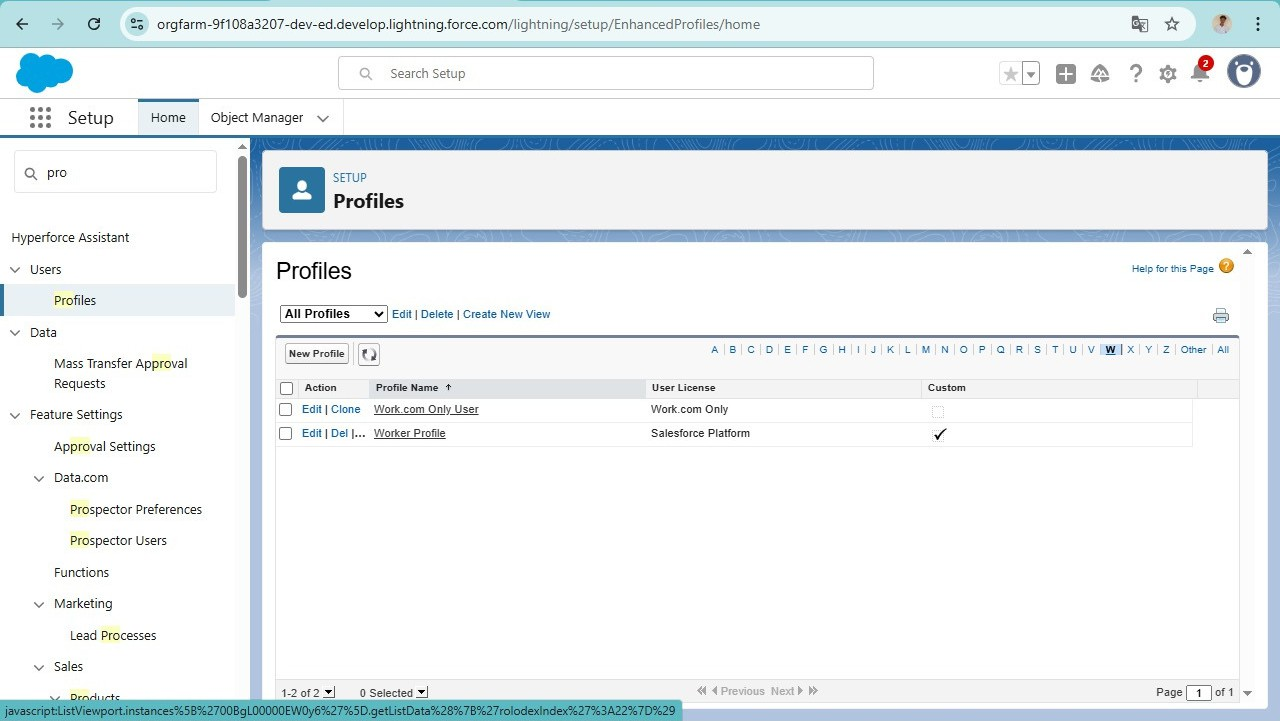 orgfarm-9f108a3207-dev-ed.develop.lightning.force.com/lightning/setup/EnhancedProfiles/home
Search Setup
2
Setup
Home
Object Manager
pro
Hyperforce Assistant
Users
Profiles
Data
Mass Transfer Approval
Requests
Feature Settings
Approval Settings
Data.com
Prospector Preferences
Prospector Users
Functions
Marketing
Lead Processes
Sales
Products
SETUP
Profiles
Profiles
Help for this Page ?
All Profiles Edit | Delete | Create New View
New Profile
A | B | C | D | E | F | G | H | I | J | K | L | M | N | O | P | Q | R | S | T | U | V | W | X | Y | Z | Other | All
Action Profile Name ↑ User License Custom
Edit | Clone Work.com Only User Work.com Only
Edit | Del |... Worker Profile Salesforce Platform ✓
1-2 of 2 0 Selected Previous Next Page 1 of 1
javascript:ListViewport.instances%5B%2700BgL00000EW0y6%27%5D.getListData%28%7B%27rolodexIndex%27%3A22%7D%29